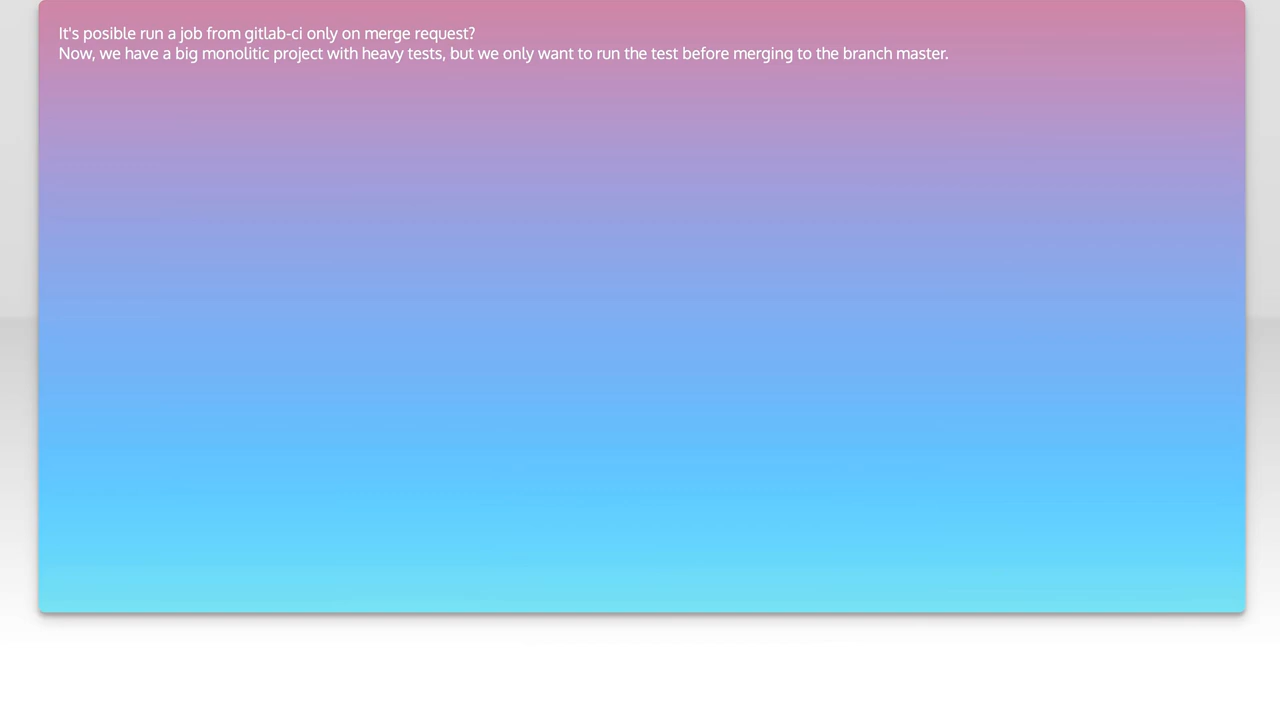 It's posible run a job from gitlab-ci only on merge request?
Now, we have a big monolitic project with heavy tests, but we only want to run the test before merging to the branch master.